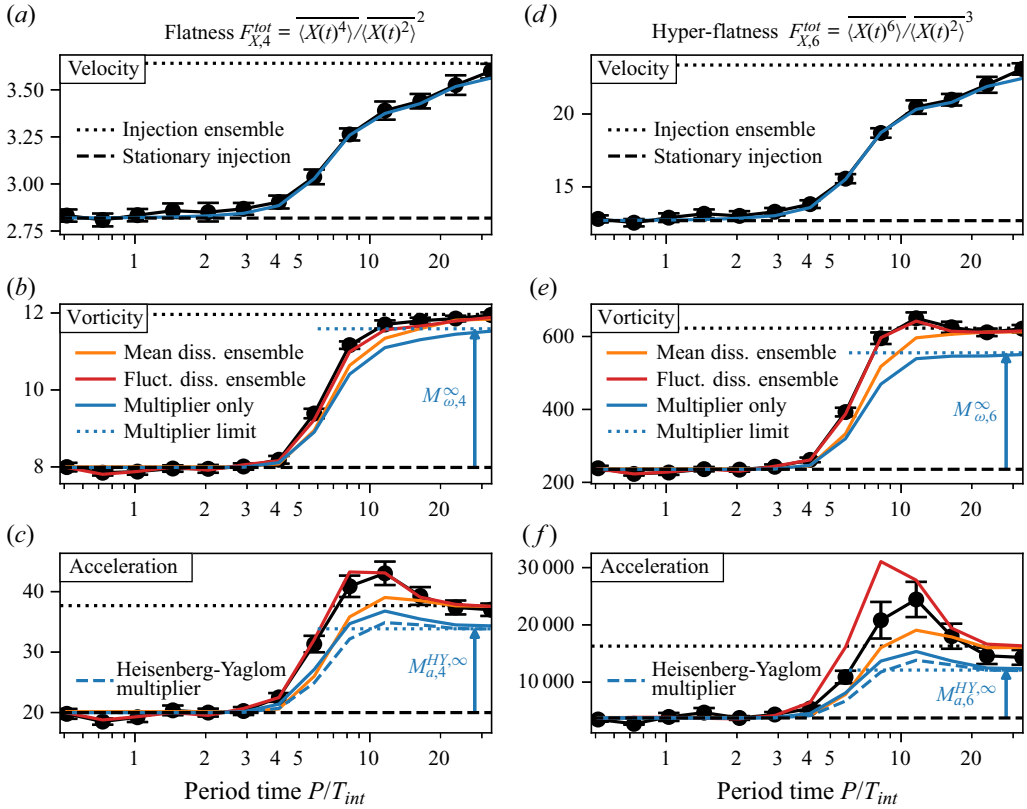 (a)
Flatness F^{tot}_{X,4} = \overline{⟨X(t)^4⟩}/\overline{⟨X(t)^2⟩}^2
Velocity
3.50
3.25
3.00
2.75
Injection ensemble
Stationary injection
1 2 3 4 5 10 20
(d)
Hyper-flatness F^{tot}_{X,6} = \overline{⟨X(t)^6⟩}/\overline{⟨X(t)^2⟩}^3
Velocity
20
15
Injection ensemble
Stationary injection
1 2 3 4 5 10 20
(b)
Vorticity
12
10
8
Mean diss. ensemble
Fluct. diss. ensemble
Multiplier only
Multiplier limit
M^∞_{ω,4}
1 2 3 4 5 10 20
(e)
Vorticity
600
400
200
Mean diss. ensemble
Fluct. diss. ensemble
Multiplier only
Multiplier limit
M^∞_{ω,6}
1 2 3 4 5 10 20
(c)
Acceleration
40
30
20
Heisenberg-Yaglom
multiplier
M^{HY,∞}_{a,4}
1 2 3 4 5 10 20
Period time P/T_{int}
(f)
Acceleration
30 000
20 000
10 000
Heisenberg-Yaglom
multiplier
M^{HY,∞}_{a,6}
1 2 3 4 5 10 20
Period time P/T_{int}